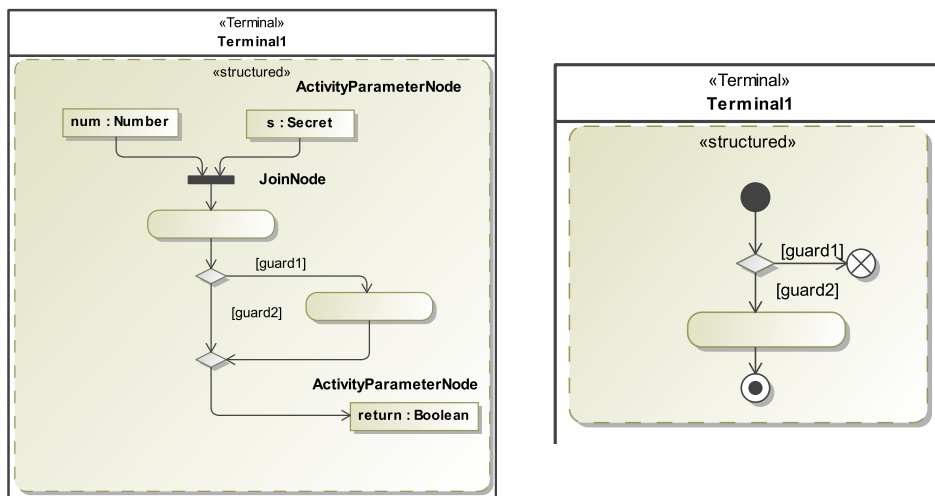 «Terminal»
Terminal1
«structured»
ActivityParameterNode
num : Number
s : Secret
JoinNode
[guard1]
[guard2]
ActivityParameterNode
return : Boolean
«Terminal»
Terminal1
«structured»
[guard1]
[guard2]